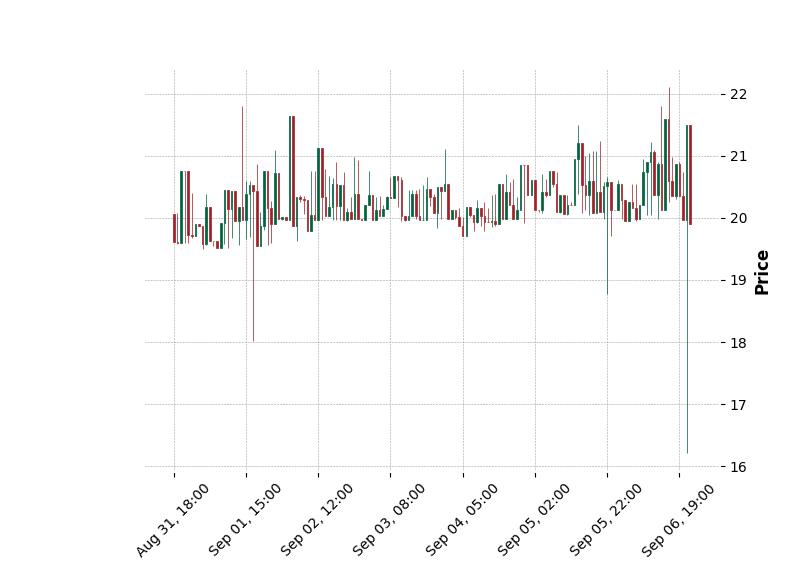 22
21
20
19
18
17
16
Price
Aug 31, 18:00
Sep 01, 15:00
Sep 02, 12:00
Sep 03, 08:00
Sep 04, 05:00
Sep 05, 02:00
Sep 05, 22:00
Sep 06, 19:00